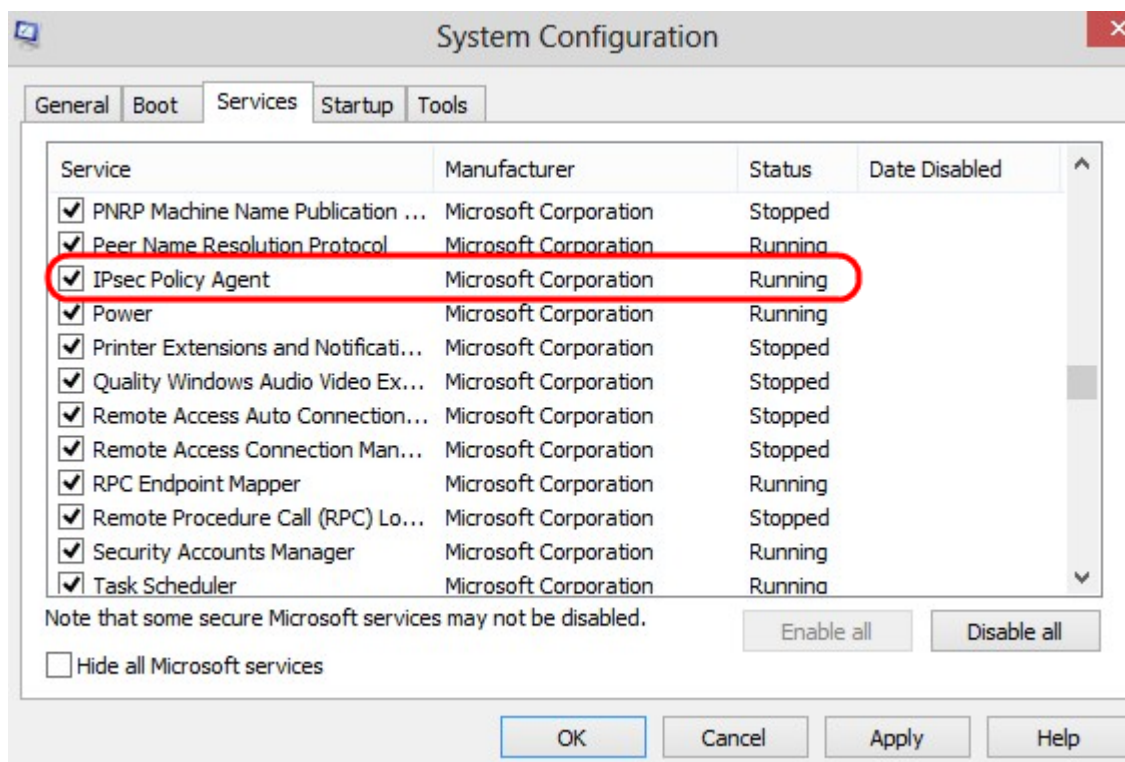 System Configuration
General Boot Services Startup Tools
Service Manufacturer Status Date Disabled
PNRP Machine Name Publication ... Microsoft Corporation Stopped
Peer Name Resolution Protocol Microsoft Corporation Running
IPsec Policy Agent Microsoft Corporation Running
Power Microsoft Corporation Running
Printer Extensions and Notificati... Microsoft Corporation Stopped
Quality Windows Audio Video Ex... Microsoft Corporation Stopped
Remote Access Auto Connection... Microsoft Corporation Stopped
Remote Access Connection Man... Microsoft Corporation Stopped
RPC Endpoint Mapper Microsoft Corporation Running
Remote Procedure Call (RPC) Lo... Microsoft Corporation Stopped
Security Accounts Manager Microsoft Corporation Running
Task Scheduler Microsoft Corporation Running
Note that some secure Microsoft services may not be disabled.
Enable all Disable all
Hide all Microsoft services
OK Cancel Apply Help